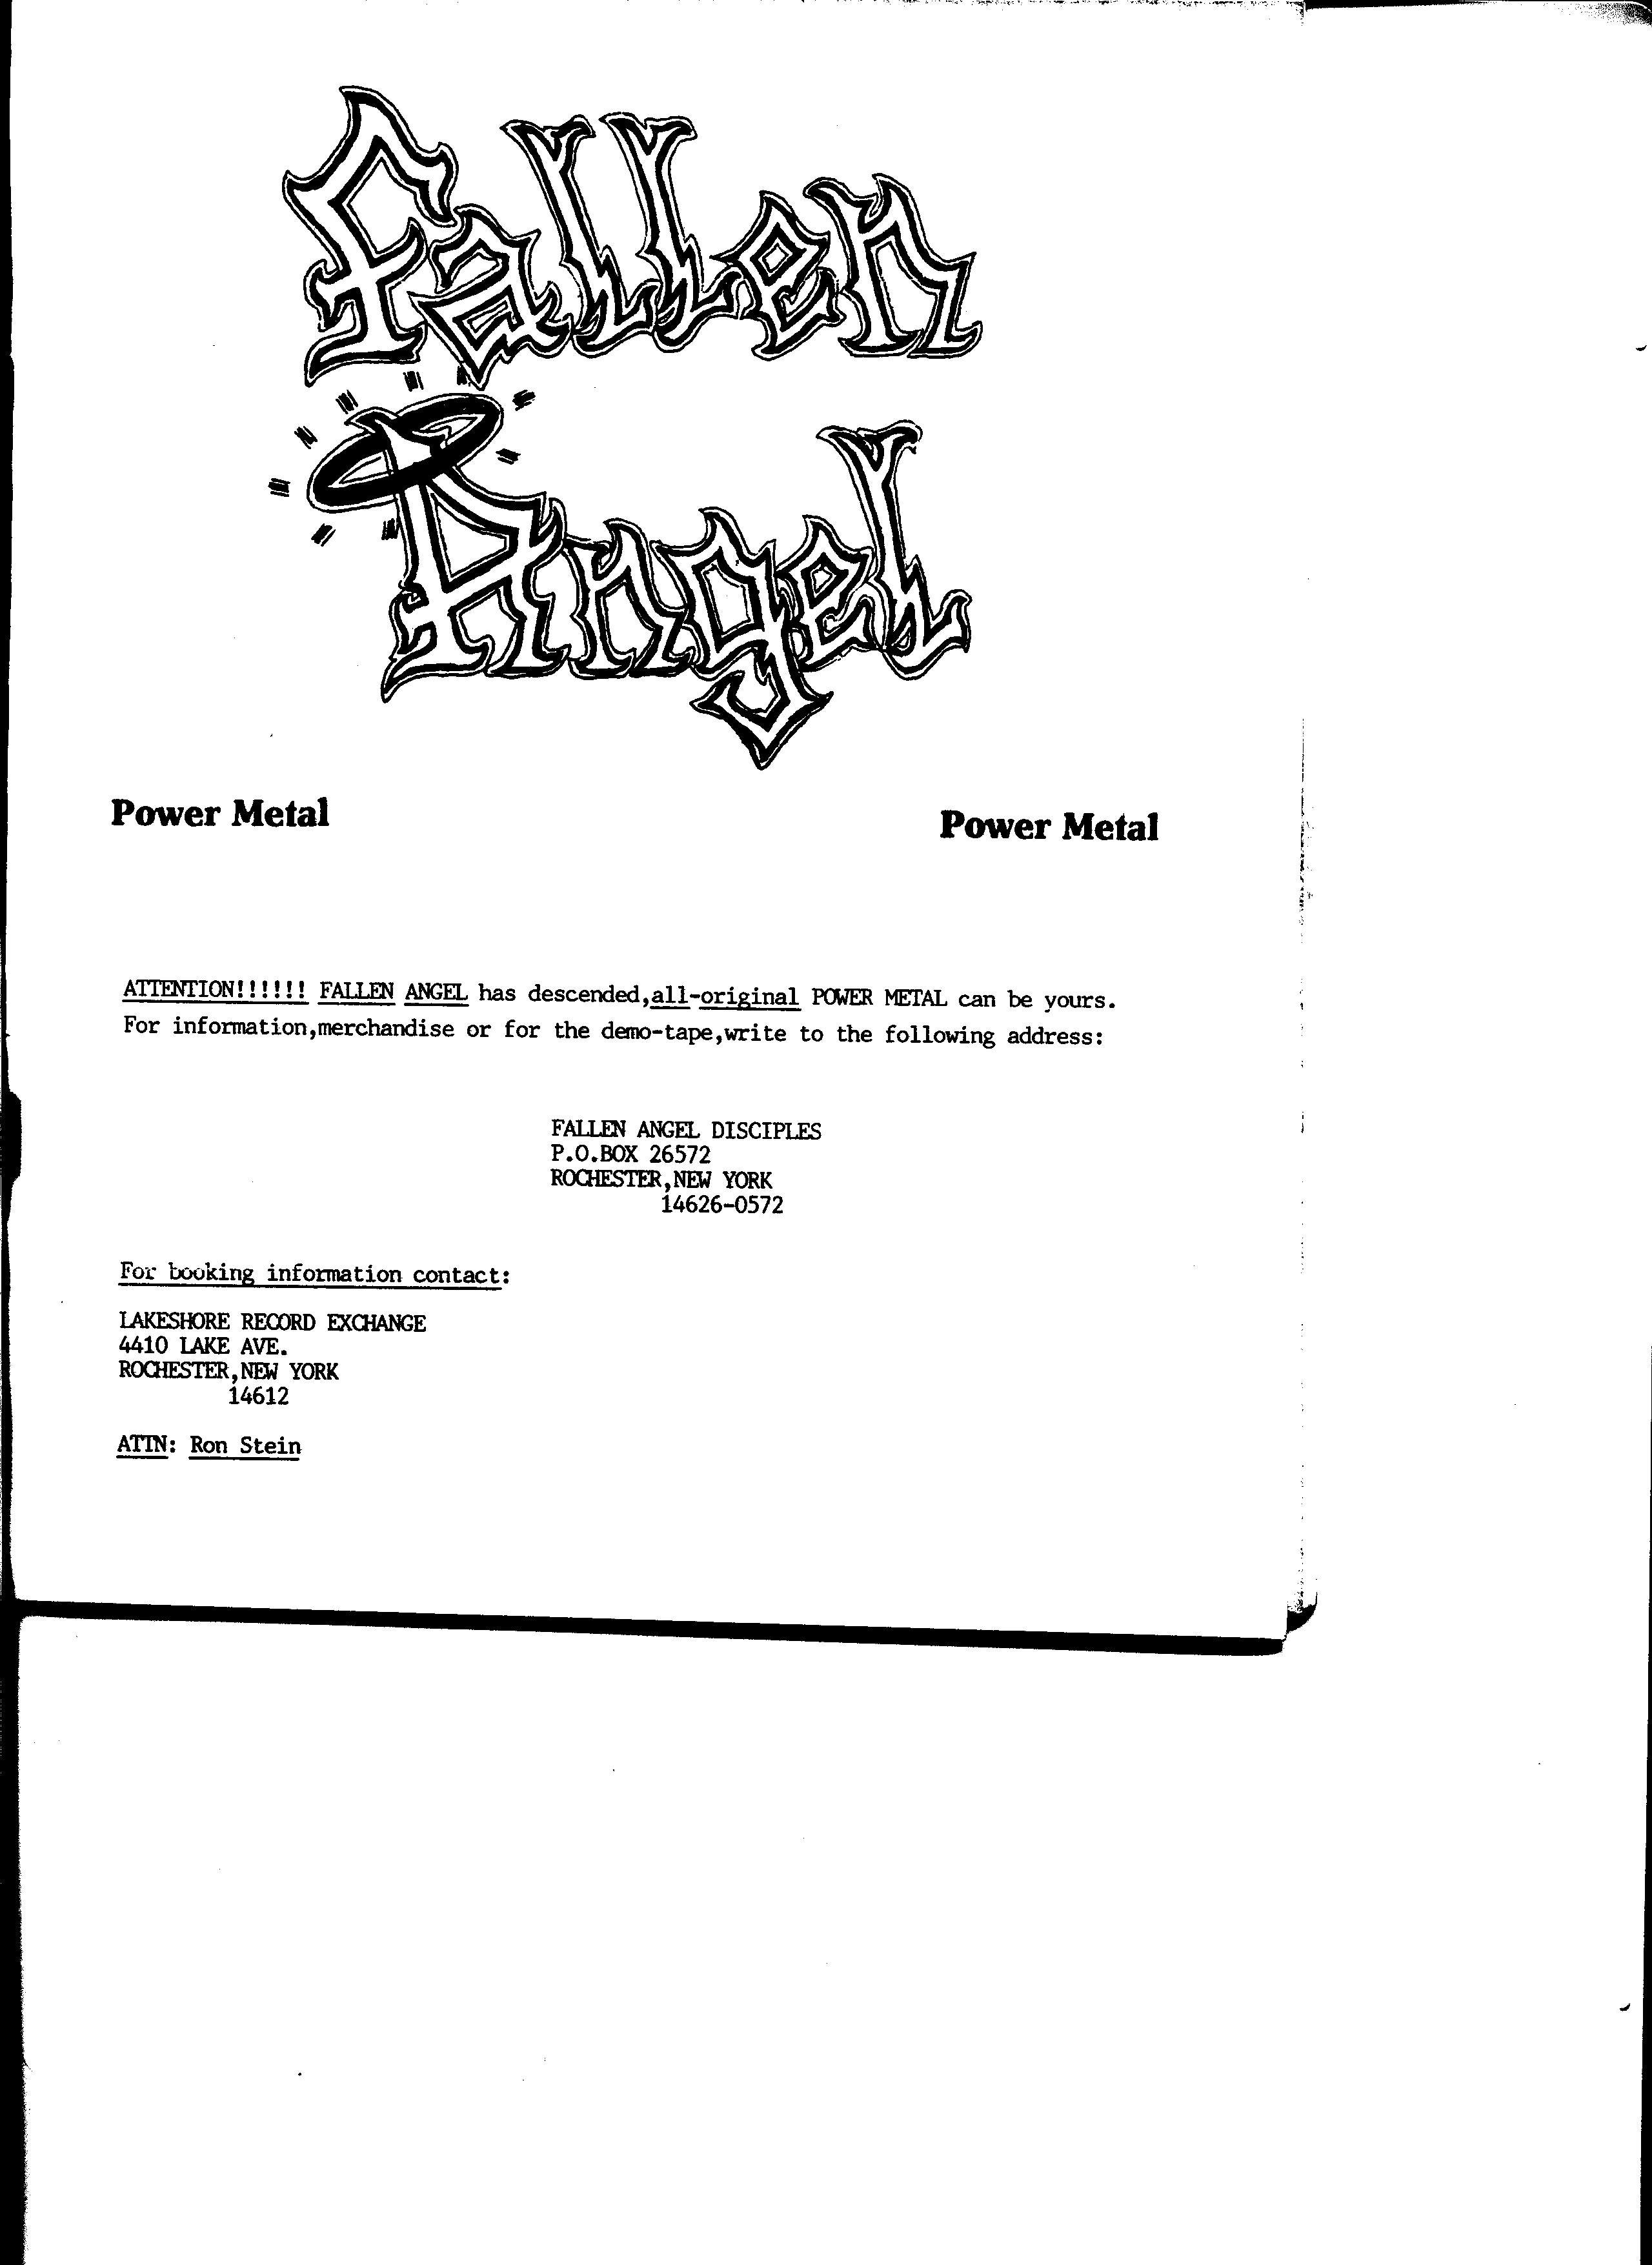 Fallen
Angel
Power Metal
Power Metal
ATTENTION!!!!!! FALLEN ANGEL has descended,all-original POWER METAL can be yours.
For information,merchandise or for the demo-tape,write to the following address:
FALLEN ANGEL DISCIPLES
P.O.BOX 26572
ROCHESTER,NEW YORK
14626-0572
For booking information contact:
LAKESHORE RECORD EXCHANGE
4410 LAKE AVE.
ROCHESTER,NEW YORK
14612
ATTN: Ron Stein